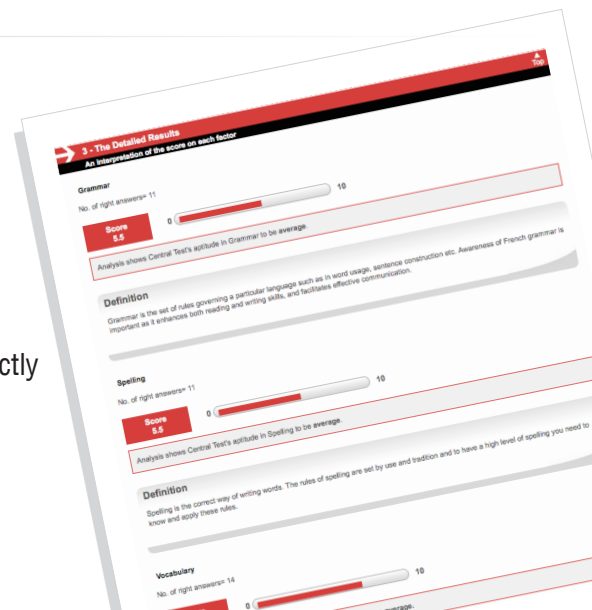 Top
3 - The Detailed Results
An interpretation of the score on each factor
Grammar
No. of right answers= 11
Score
5.5
0
10
Analysis shows Central Test's aptitude in Grammar to be average.
Definition
Grammar is the set of rules governing a particular language such as in word usage, sentence construction etc. Awareness of French grammar is
important as it enhances both reading and writing skills, and facilitates effective communication.
ctly
Spelling
No. of right answers= 11
Score
5.5
0
10
Analysis shows Central Test's aptitude in Spelling to be average.
Definition
Spelling is the correct way of writing words. The rules of spelling are set by use and tradition and to have a high level of spelling you need to
know and apply these rules.
Vocabulary
No. of right answers= 14
0
10
average.